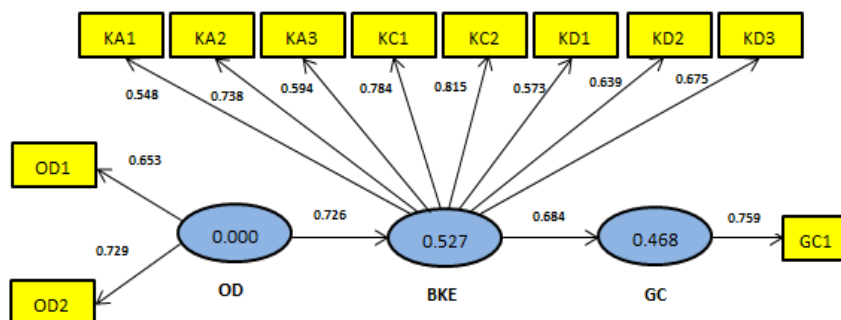 KA1 KA2 KA3 KC1 KC2 KD1 KD2 KD3
0.548 0.738 0.594 0.784 0.815 0.573 0.639 0.675
OD1
0.653
0.726
0.684
0.759
0.000
0.527
0.468
GC1
0.729
OD
BKE
GC
OD2